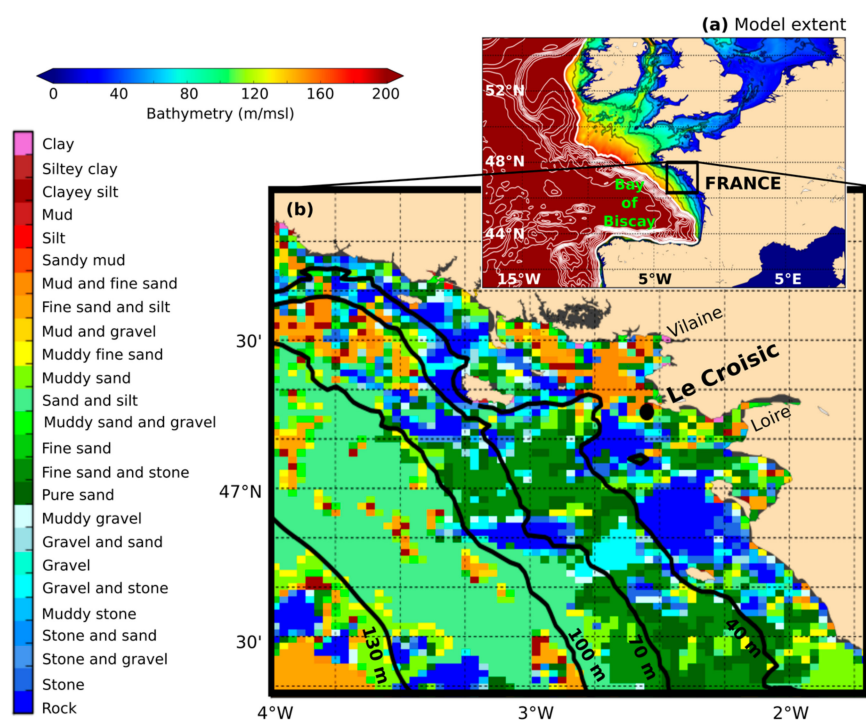 (a) Model extent
0 40 80 120 160 200
Bathymetry (m/msl)
52°N
48°N
44°N
15°W 5°W 5°E
Bay
of
Biscay
FRANCE
Clay
Siltey clay
Clayey silt
Mud
Silt
Sandy mud
Mud and fine sand
Fine sand and silt
Mud and gravel
Muddy fine sand
Muddy sand
Sand and silt
Muddy sand and gravel
Fine sand
Fine sand and stone
Pure sand
Muddy gravel
Gravel and sand
Gravel
Gravel and stone
Muddy stone
Stone and sand
Stone and gravel
Stone
Rock
(b)
30'
47°N
30'
Vilaine
Le Croisic
Loire
130 m
100 m
70 m
40 m
4°W 3°W 2°W